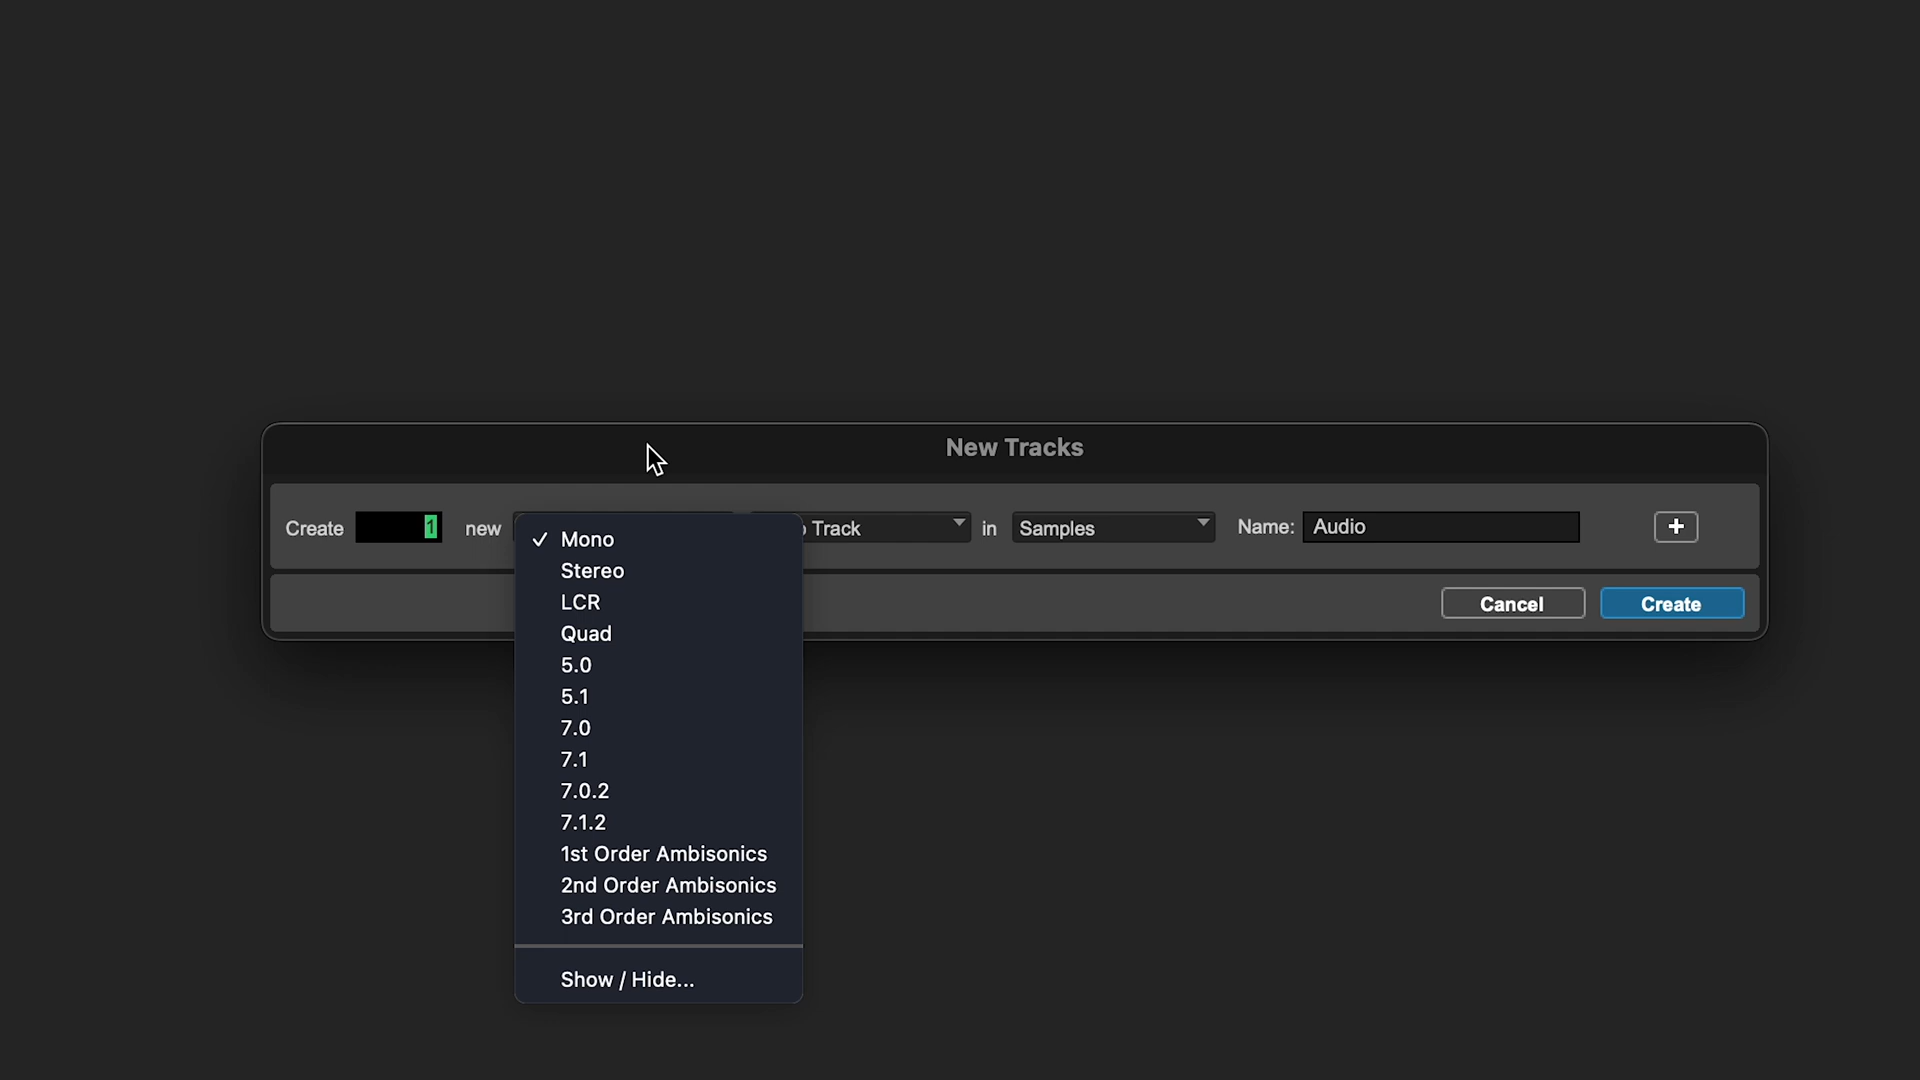 New Tracks
Create 1 new Track in Samples Name: Audio +
Mono
Stereo
LCR
Quad
5.0
5.1
7.0
7.1
7.0.2
7.1.2
1st Order Ambisonics
2nd Order Ambisonics
3rd Order Ambisonics
Show / Hide...
Cancel Create